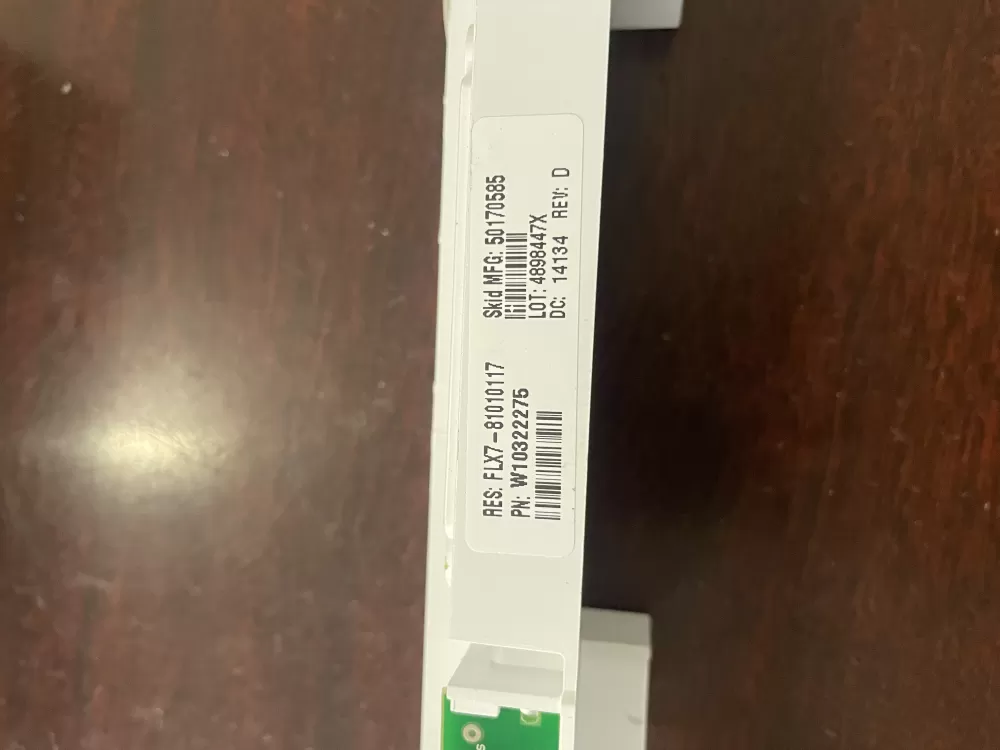 RES: FLX7-81010117
PN: W10322275
Skid MFG: 50170585
LOT: 4898447X
DC: 14134 REV: D
s